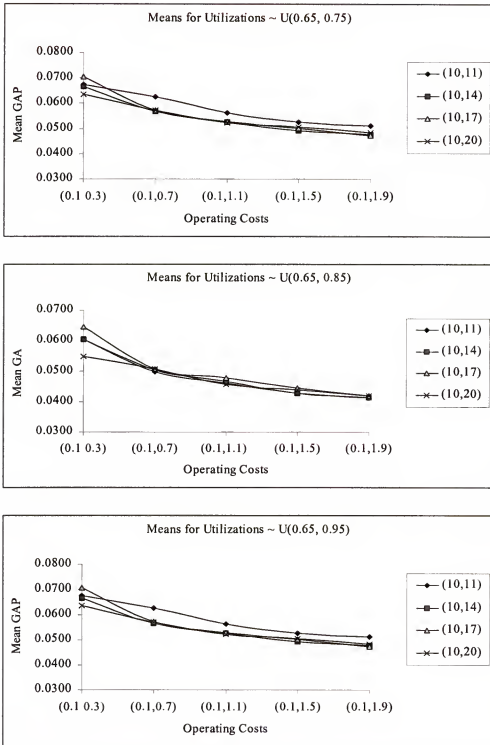 Means for Utilizations ~ U(0.65, 0.75)
0.0800
0.0700
0.0600
0.0500
0.0400
0.0300
Mean GAP
(0.1 0.3) (0.1,0.7) (0.1,1.1) (0.1,1.5) (0.1,1.9)
Operating Costs
(10,11)
(10,14)
(10,17)
(10,20)
Means for Utilizations ~ U(0.65, 0.85)
0.0700
0.0600
0.0500
0.0400
0.0300
Mean GA
(0.1 0.3) (0.1,0.7) (0.1,1.1) (0.1,1.5) (0.1,1.9)
Operating Costs
(10,11)
(10,14)
(10,17)
(10,20)
Means for Utilizations ~ U(0.65, 0.95)
0.0800
0.0700
0.0600
0.0500
0.0400
0.0300
Mean GAP
(0.1 0.3) (0.1,0.7) (0.1,1.1) (0.1,1.5) (0.1,1.9)
Operating Costs
(10,11)
(10,14)
(10,17)
(10,20)